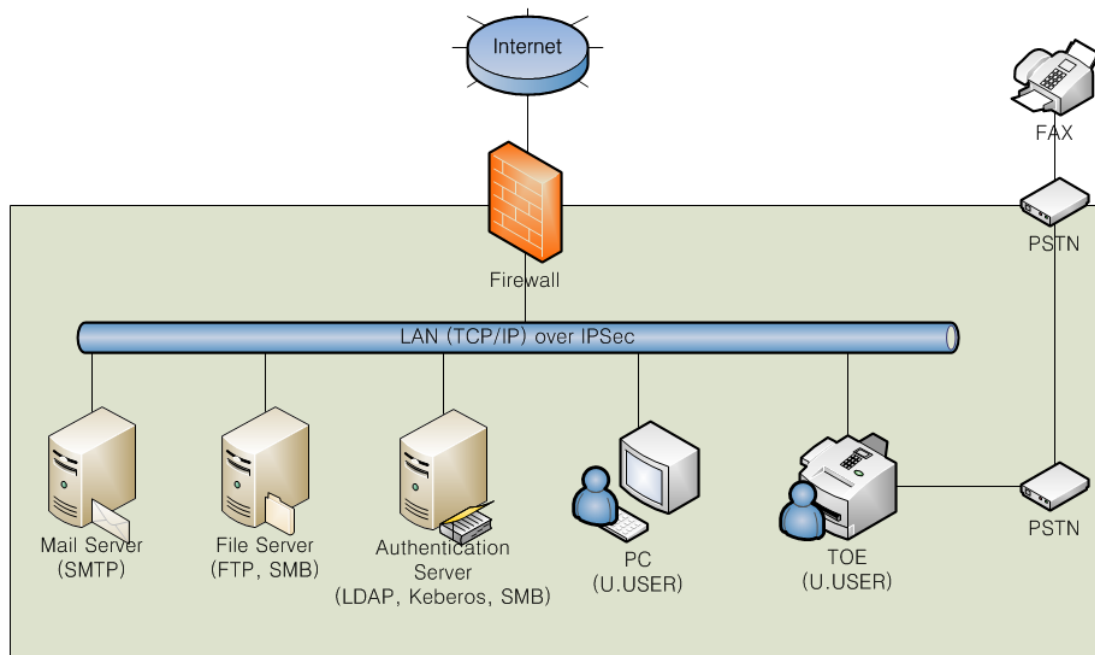 Internet
FAX
PSTN
Firewall
LAN (TCP/IP) over IPSec
Mail Server
(SMTP)
File Server
(FTP, SMB)
Authentication
Server
(LDAP, Keberos, SMB)
PC
(U.USER)
TOE
(U.USER)
PSTN